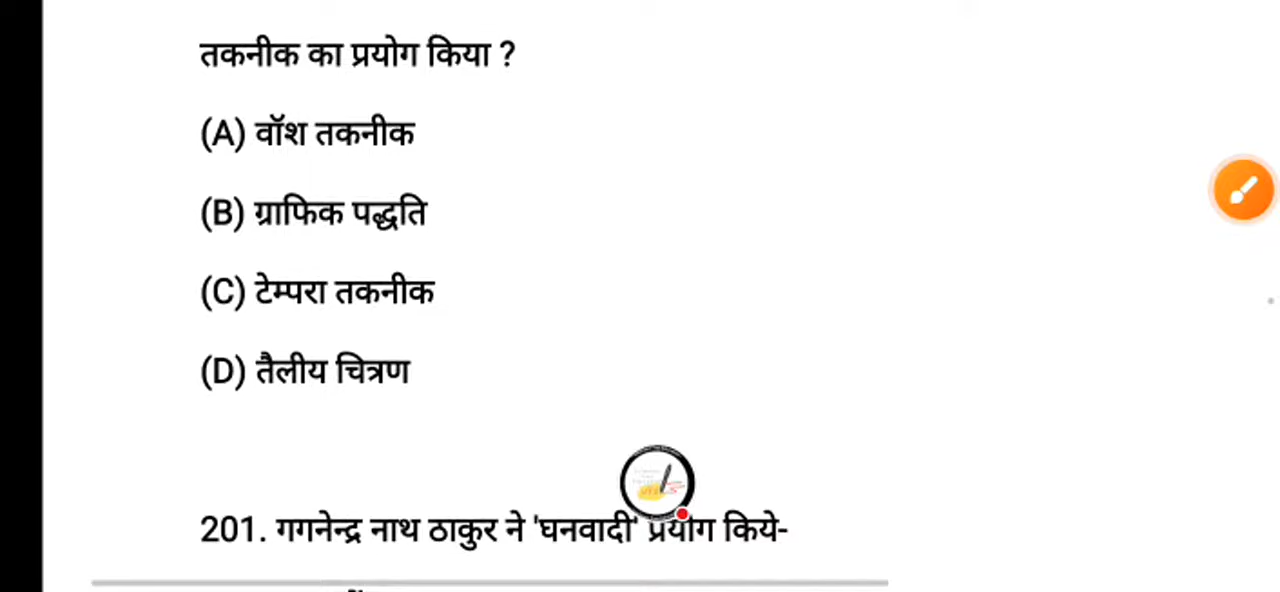 तकनीक का प्रयोग किया ?
(A) वॉश तकनीक
(B) ग्राफिक पद्धति
(C) टेम्परा तकनीक
(D) तैलीय चित्रण
201. गगनेन्द्र नाथ ठाकुर ने 'घनवादी' प्रयोग किये-